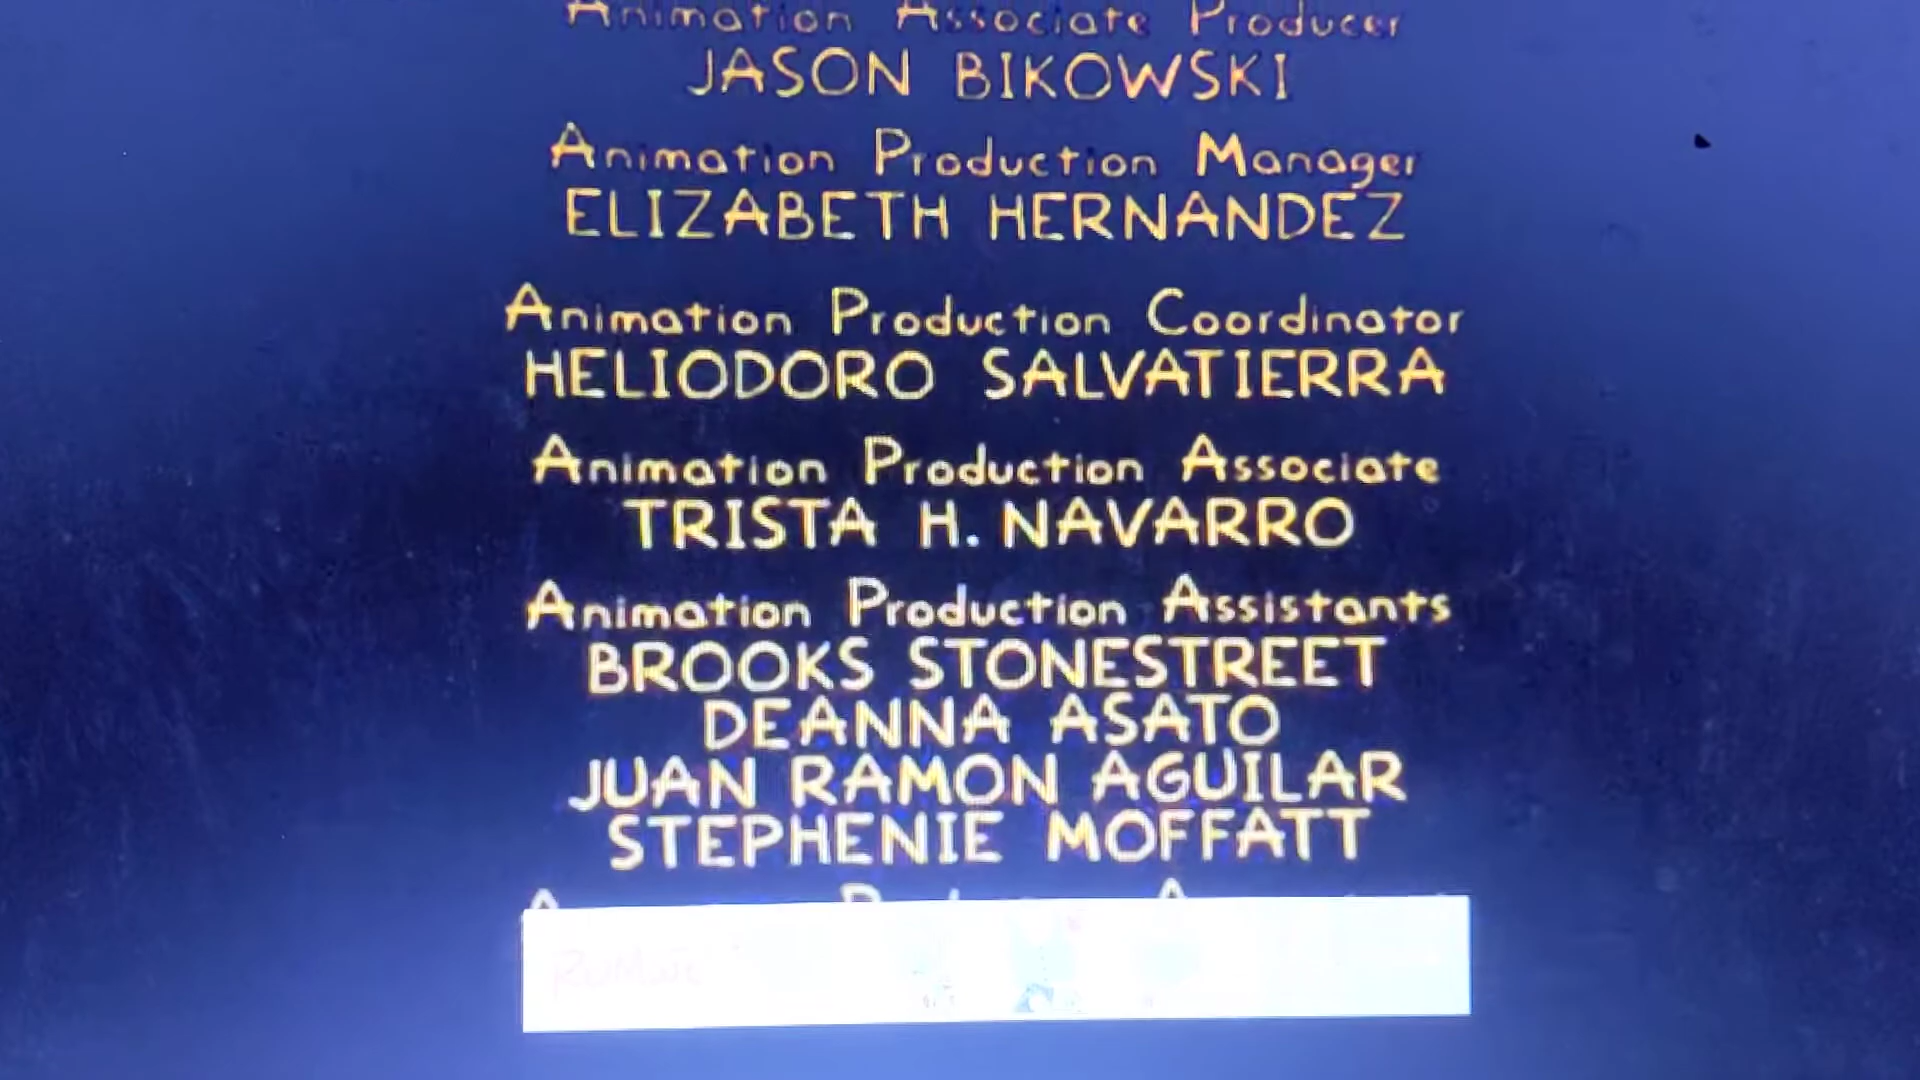 Animation Associate Producer
JASON BIKOWSKI
Animation Production Manager
ELIZABETH HERNANDEZ
Animation Production Coordinator
HELIODORO SALVATIERRA
Animation Production Associate
TRISTA H. NAVARRO
Animation Production Assistants
BROOKS STONESTREET
DEANNA ASATO
JUAN RAMON AGUILAR
STEPHENIE MOFFATT